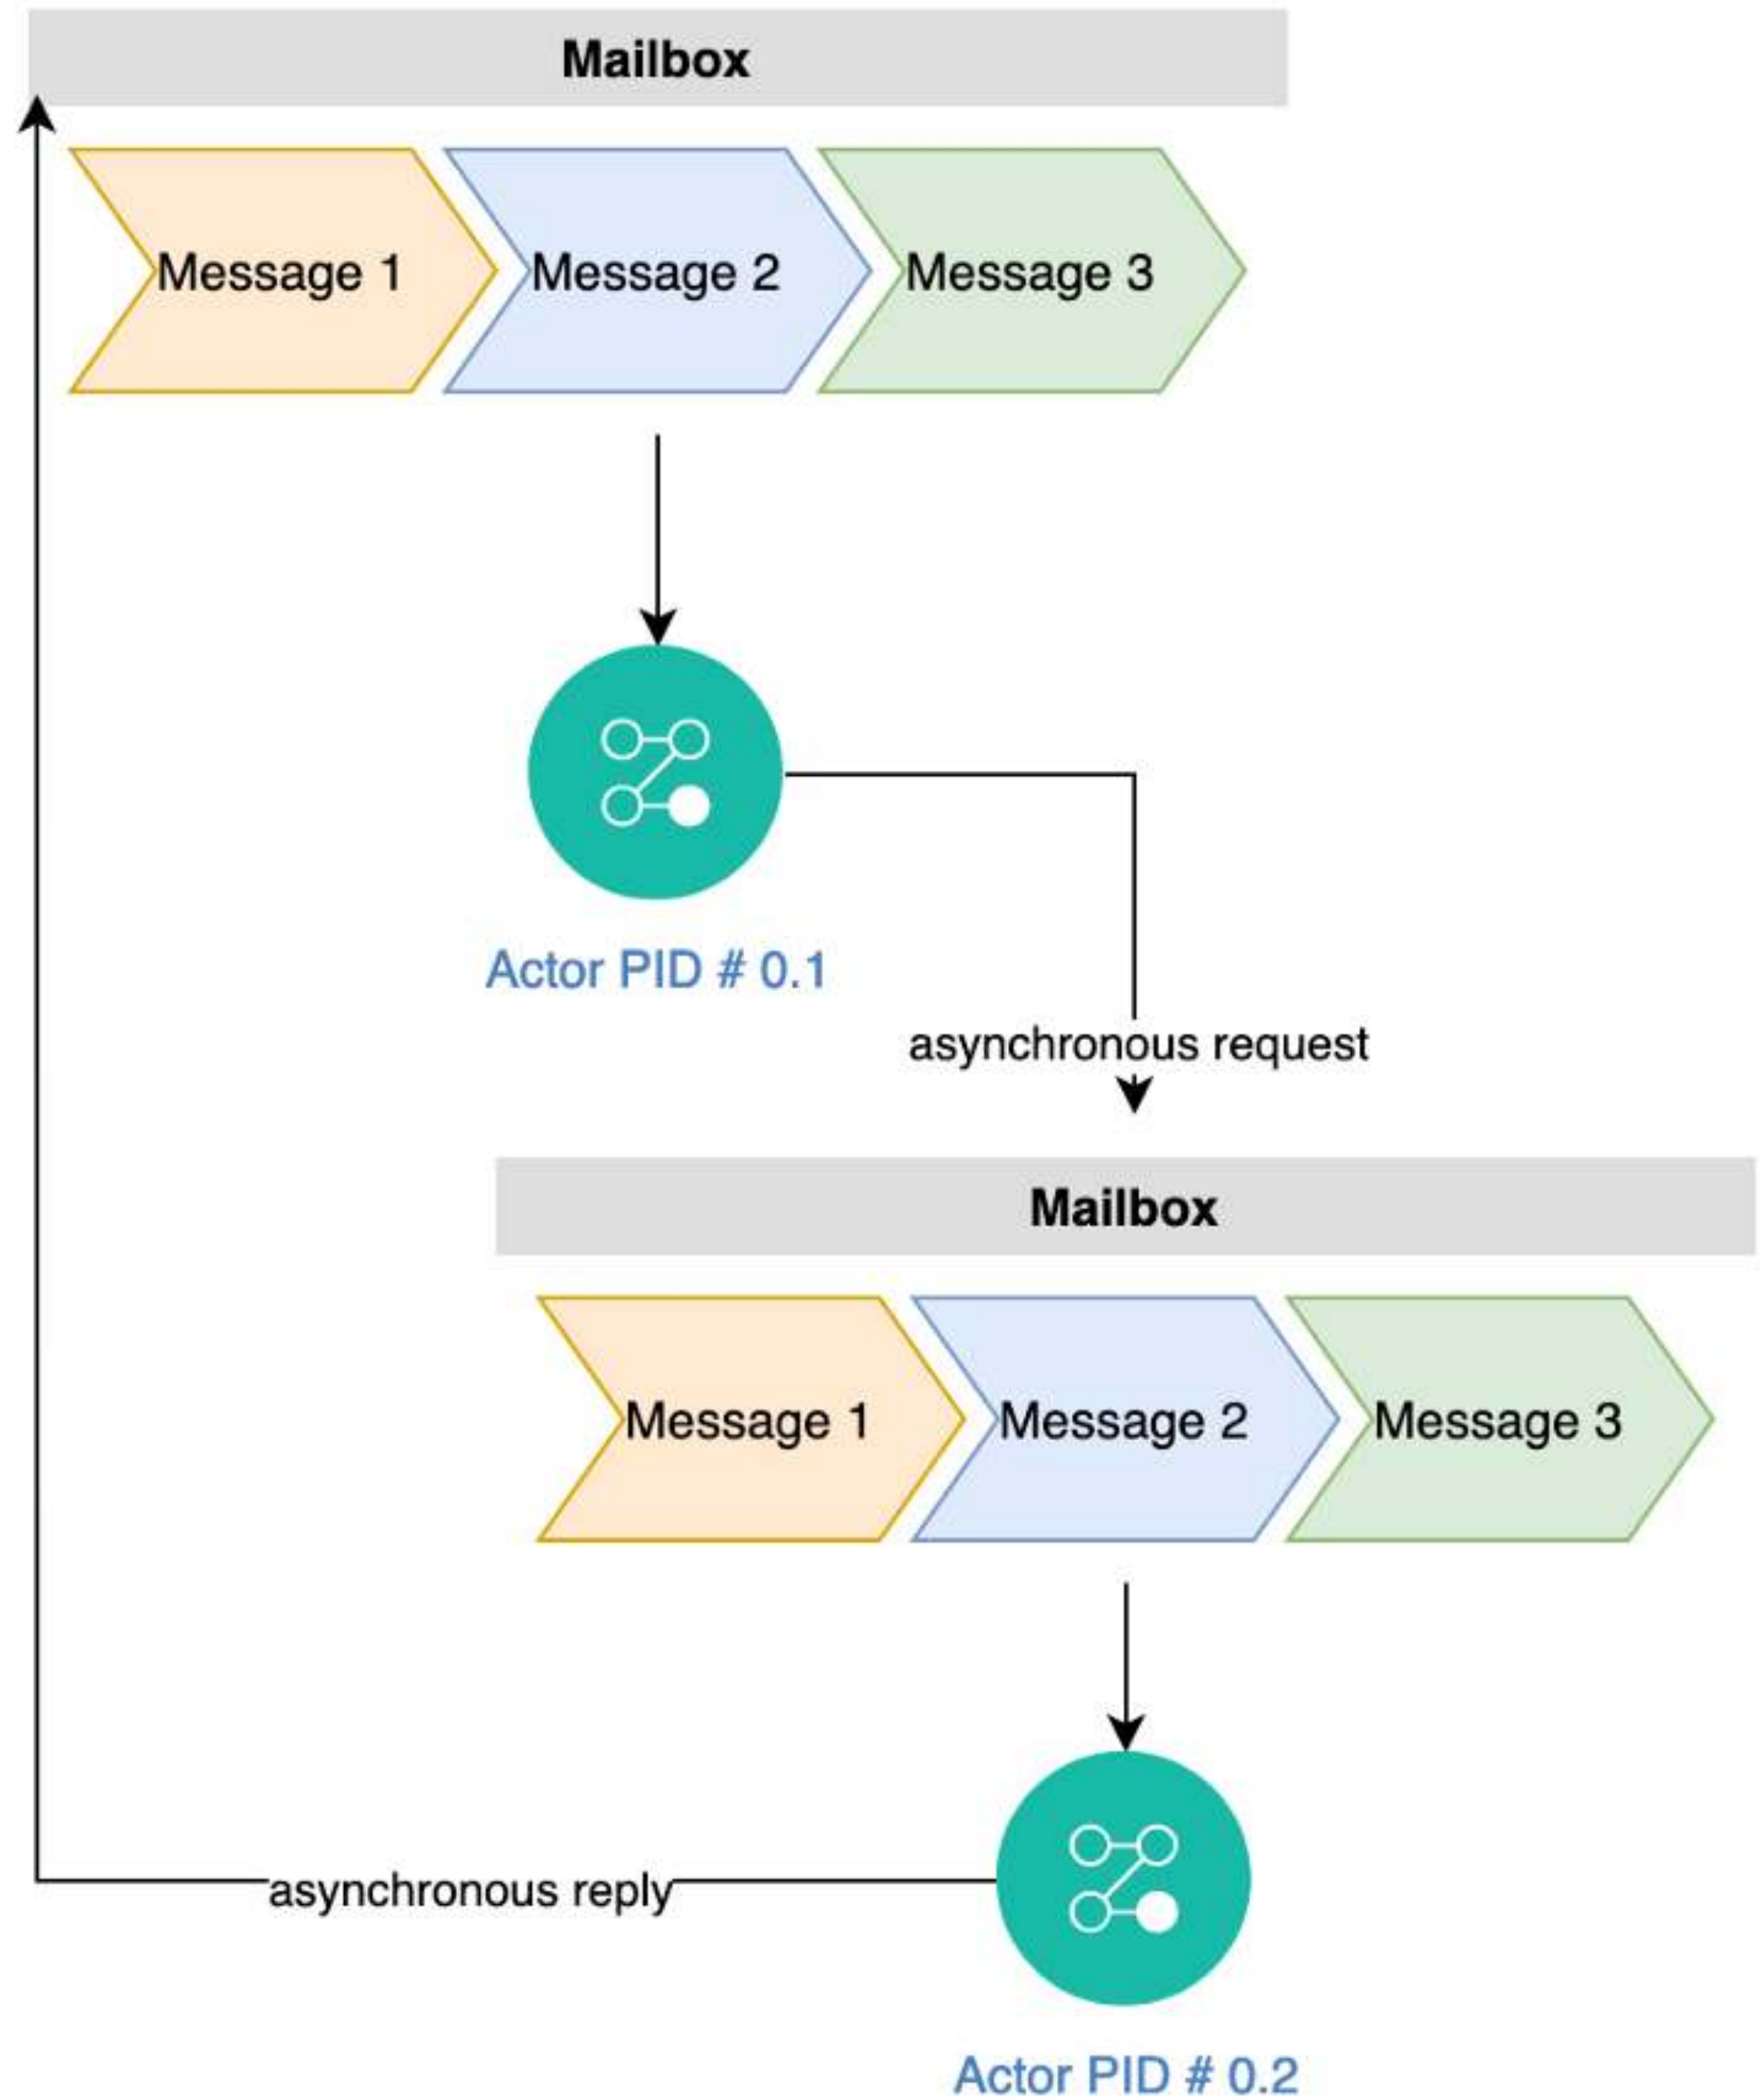 Mailbox
Message 1
Message 2
Message 3
Actor PID # 0.1
asynchronous request
Mailbox
Message 1
Message 2
Message 3
asynchronous reply
Actor PID # 0.2